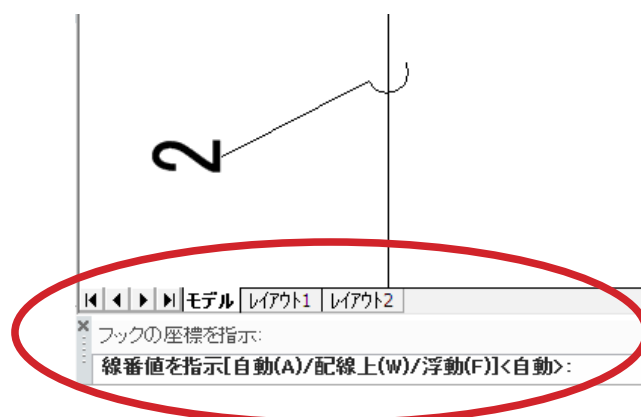 2
モデル レイアウト1 レイアウト2
フックの座標を指示:
線番値を指示[自動(A)/配線上(W)/浮動(F)]<自動>: